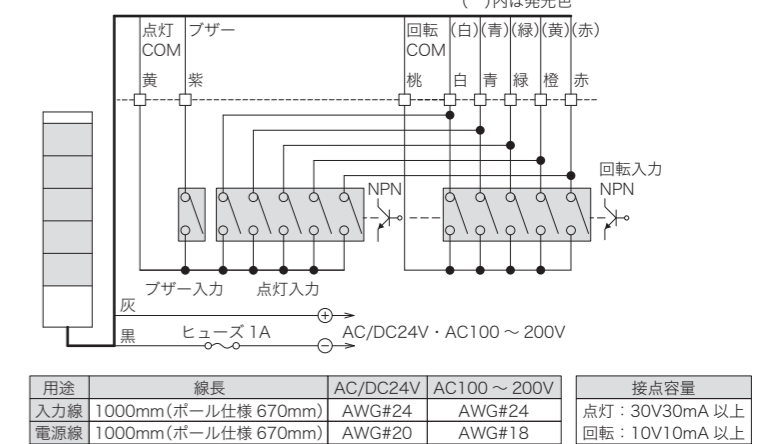 (　)内は発光色
点灯 ブザー 回転 (白)(青)(緑)(黄)(赤)
COM COM
黄 紫 桃 白 青 緑 橙 赤
回転入力
NPN NPN
ブザー入力 点灯入力
灰
黒 ヒューズ 1A AC/DC24V・AC100 ～ 200V
用途 線長 AC/DC24V AC100 ～ 200V 接点容量
入力線 1000mm(ポール仕様 670mm) AWG#24 AWG#24 点灯：30V30mA 以上
電源線 1000mm(ポール仕様 670mm) AWG#20 AWG#18 回転：10V10mA 以上